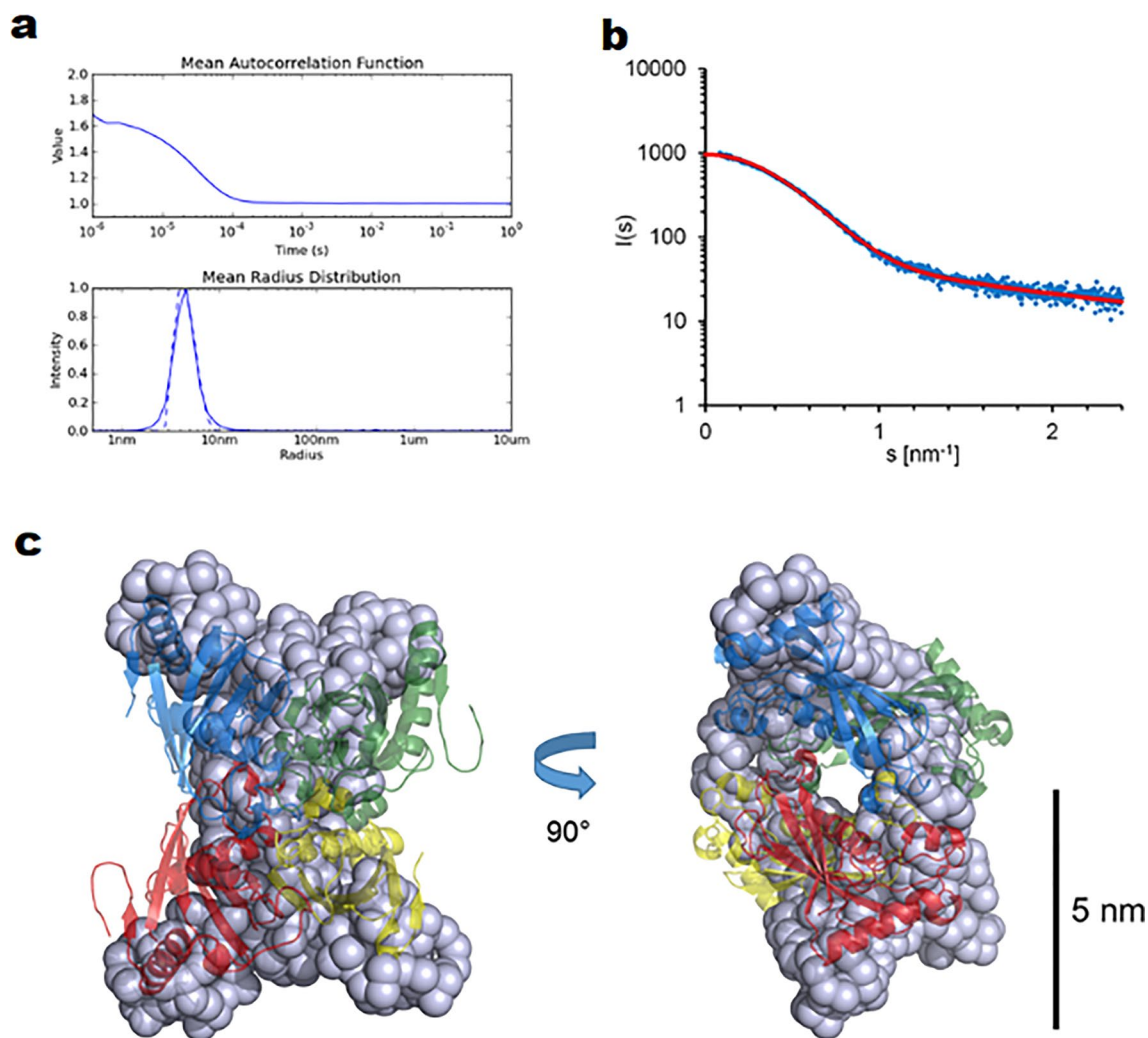 a
Mean Autocorrelation Function
2.0
1.8
1.6
1.4
1.2
1.0
Value
10⁻⁶ 10⁻⁵ 10⁻⁴ 10⁻³ 10⁻² 10⁻¹ 10⁰
Time (s)
Mean Radius Distribution
1.0
0.8
0.6
0.4
0.2
0.0
Intensity
1nm 10nm 100nm 1um 10um
Radius
b
10000
1000
100
10
1
I(s)
0 1 2
s [nm⁻¹]
c
90°
5 nm